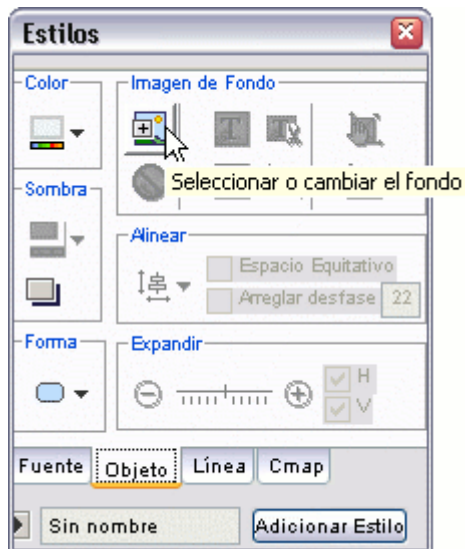 Estilos
Color
Imagen de Fondo
Seleccionar o cambiar el fondo
Sombra
Alinear
Espacio Equitativo
Arreglar desfase 22
Forma
Expandir
H
V
Fuente Objeto Línea Cmap
Sin nombre Adicionar Estilo